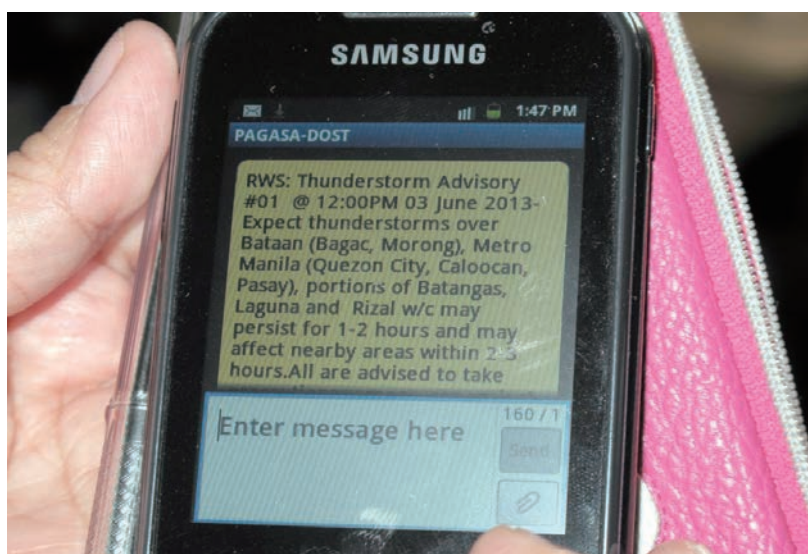 SAMSUNG
1:47 PM
PAGASA-DOST
RWS: Thunderstorm Advisory
#01 @ 12:00PM 03 June 2013-
Expect thunderstorms over
Bataan (Bagac, Morong), Metro
Manila (Quezon City, Caloocan,
Pasay), portions of Batangas,
Laguna and Rizal w/c may
persist for 1-2 hours and may
affect nearby areas within 2-3
hours.All are advised to take
160 / 1
Enter message here
Send